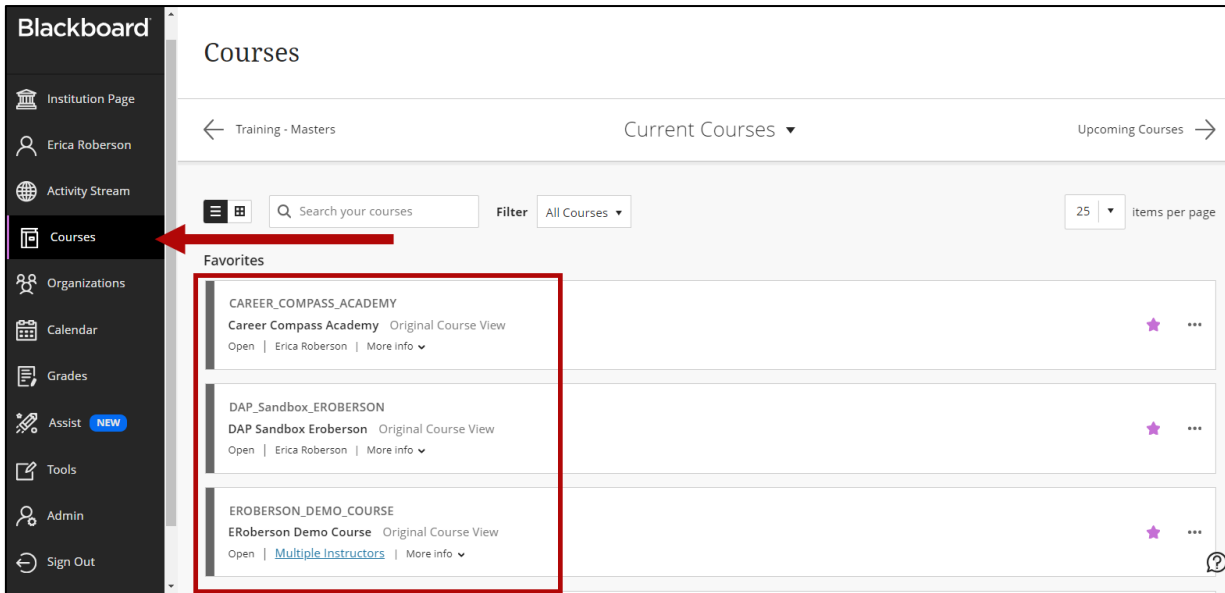 Blackboard
Institution Page
Erica Roberson
Activity Stream
Courses
Organizations
Calendar
Grades
Assist NEW
Tools
Admin
Sign Out
Courses
Training - Masters
Current Courses
Upcoming Courses
Search your courses
Filter
All Courses
25
items per page
Favorites
CAREER_COMPASS_ACADEMY
Career Compass Academy Original Course View
Open | Erica Roberson | More info
DAP_Sandbox_EROBERSON
DAP Sandbox Eroberson Original Course View
Open | Erica Roberson | More info
EROBERSON_DEMO_COURSE
ERoberson Demo Course Original Course View
Open | Multiple Instructors | More info